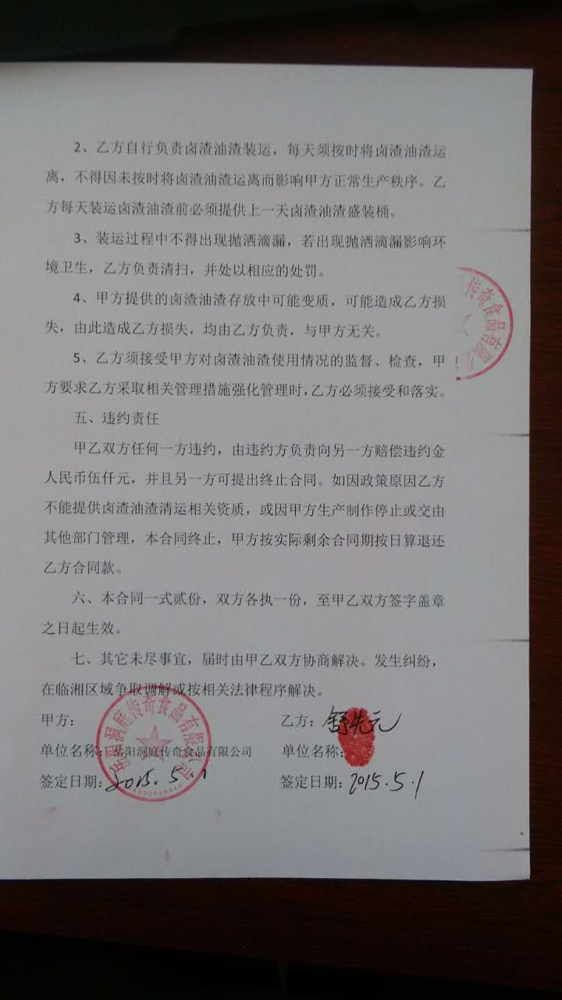 2、乙方自行负责卤渣油渣装运，每天须按时将卤渣油渣运
离，不得因未按时将卤渣油渣运离而影响甲方正常生产秩序。乙
方每天装运卤渣油渣前必须提供上一天卤渣油渣盛装桶。
3、装运过程中不得出现抛洒滴漏，若出现抛洒滴漏影响环
境卫生，乙方负责清扫，并处以相应的处罚。
4、甲方提供的卤渣油渣存放中可能变质，可能造成乙方损
失，由此造成乙方损失，均由乙方负责，与甲方无关。
5、乙方须接受甲方对卤渣油渣使用情况的监督、检查，甲
方要求乙方采取相关管理措施强化管理时，乙方必须接受和落实。
五、违约责任
甲乙双方任何一方违约，由违约方负责向另一方赔偿违约金
人民币伍仟元，并且另一方可提出终止合同。如因政策原因乙方
不能提供卤渣油渣清运相关资质，或因甲方生产制作停止或交由
其他部门管理，本合同终止，甲方按实际剩余合同期按日算退还
乙方合同款。
六、本合同一式贰份，双方各执一份，至甲乙双方签字盖章
之日起生效。
七、其它未尽事宜，届时由甲乙双方协商解决。发生纠纷，
在临湘区域争取调解或按相关法律程序解决。
甲方： 乙方：舒先元
单位名称：岳阳洞庭传奇食品有限公司 单位名称：
签定日期：2015.5.1 签定日期：2015.5.1
岳阳洞庭传奇食品有限公司
传奇食品有限